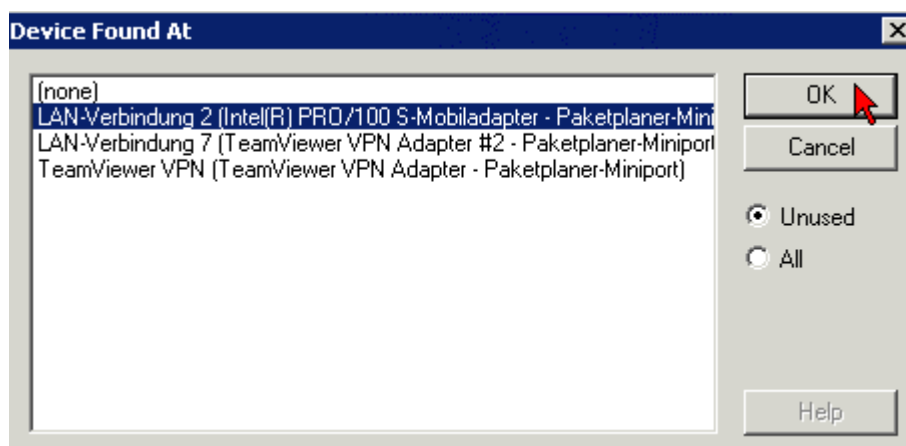 Device Found At
(none)
LAN-Verbindung 2 (Intel(R) PRO/100 S-Mobiladapter - Paketplaner-Mini
LAN-Verbindung 7 (TeamViewer VPN Adapter #2 - Paketplaner-Miniport
TeamViewer VPN (TeamViewer VPN Adapter - Paketplaner-Miniport)
OK
Cancel
Unused
All
Help